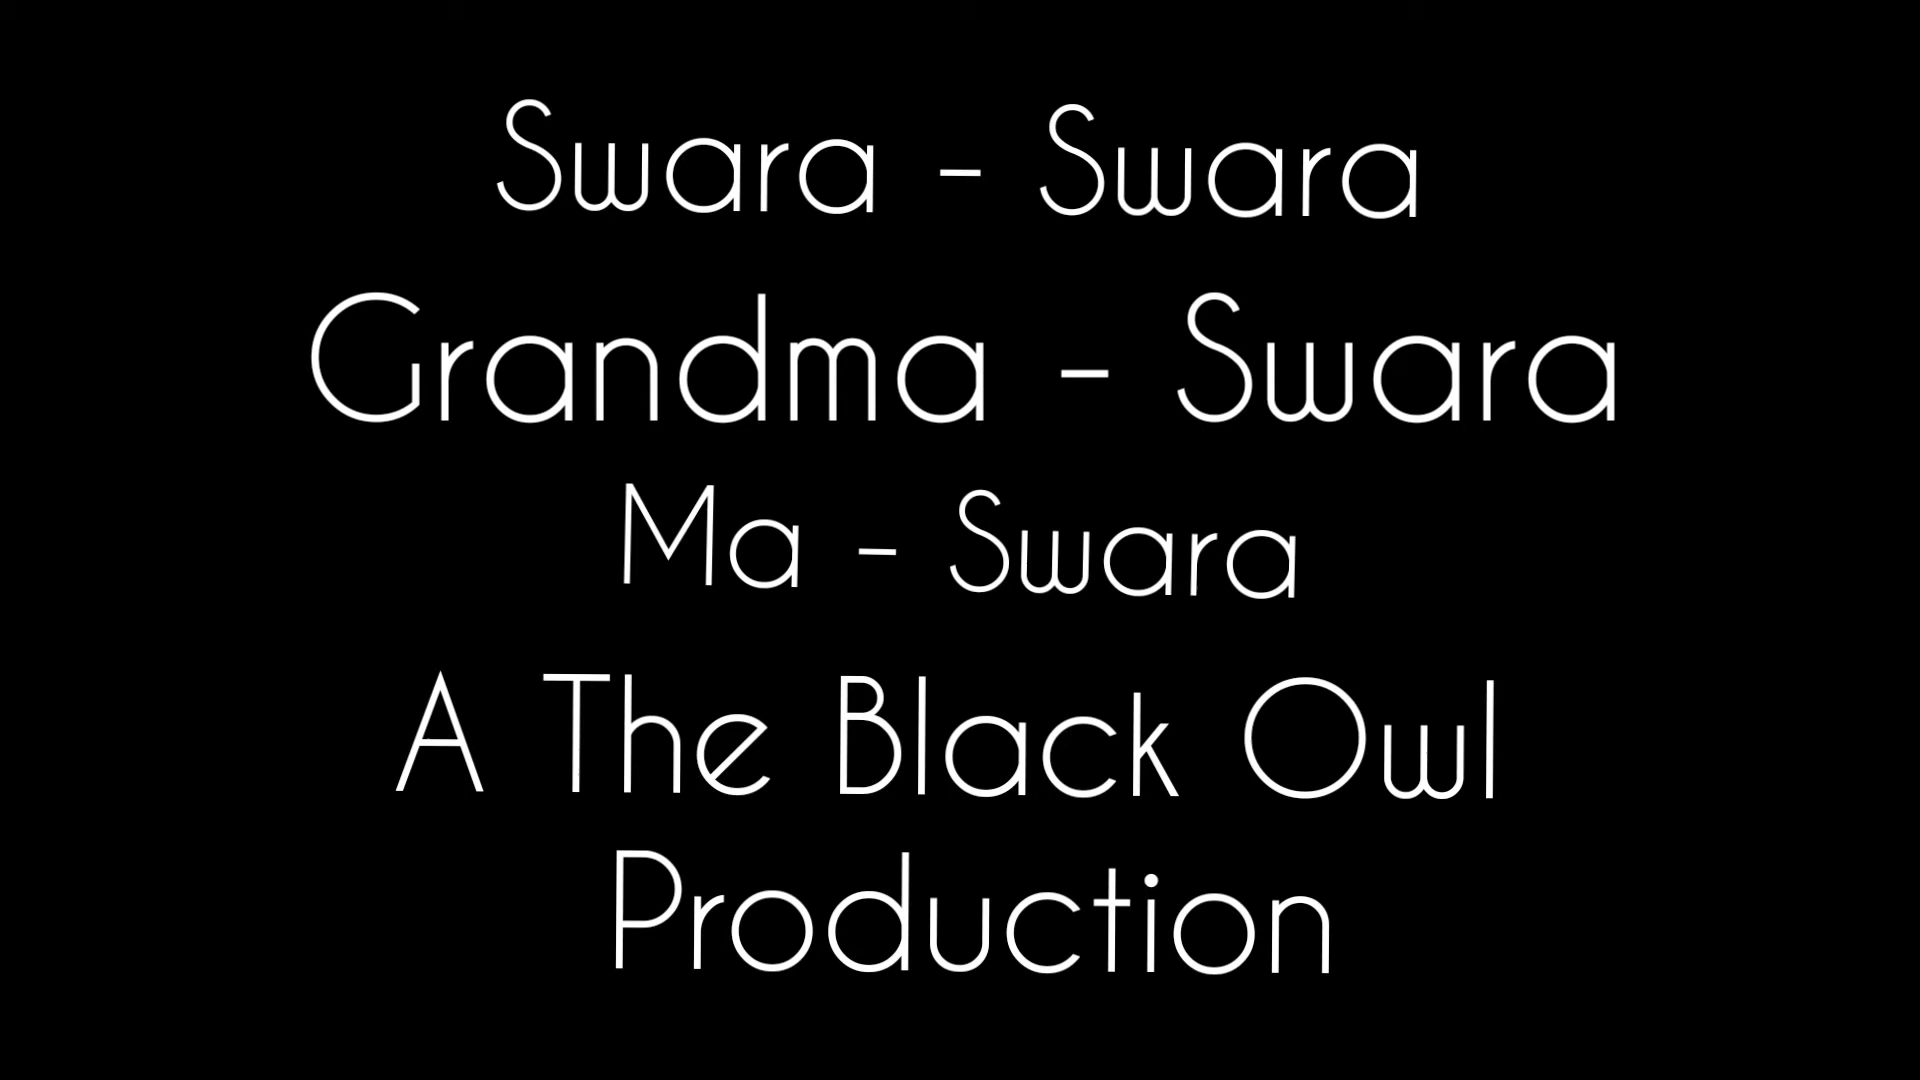 Swara - Swara
Grandma - Swara
Ma - Swara
A The Black Owl
Production